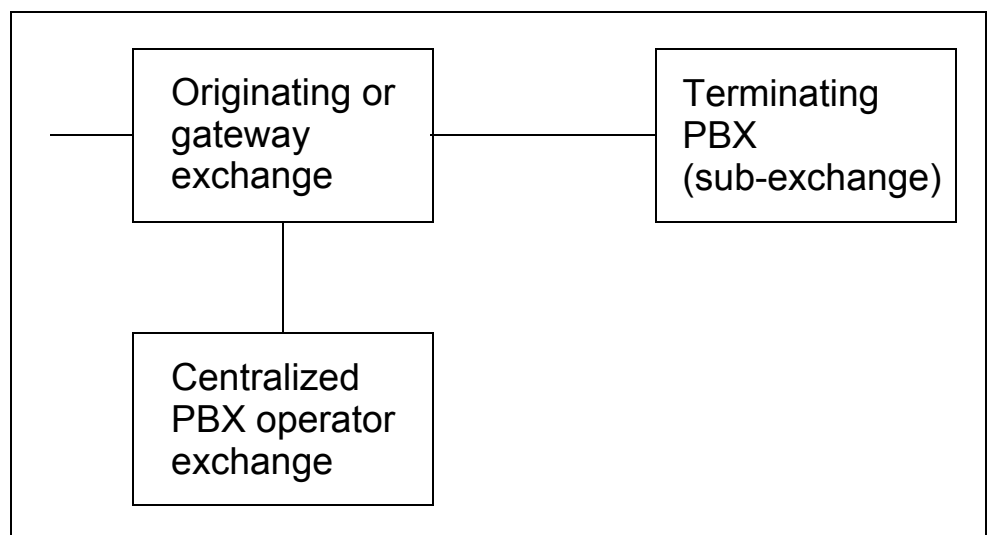 Originating or
gateway
exchange
Terminating
PBX
(sub-exchange)
Centralized
PBX operator
exchange